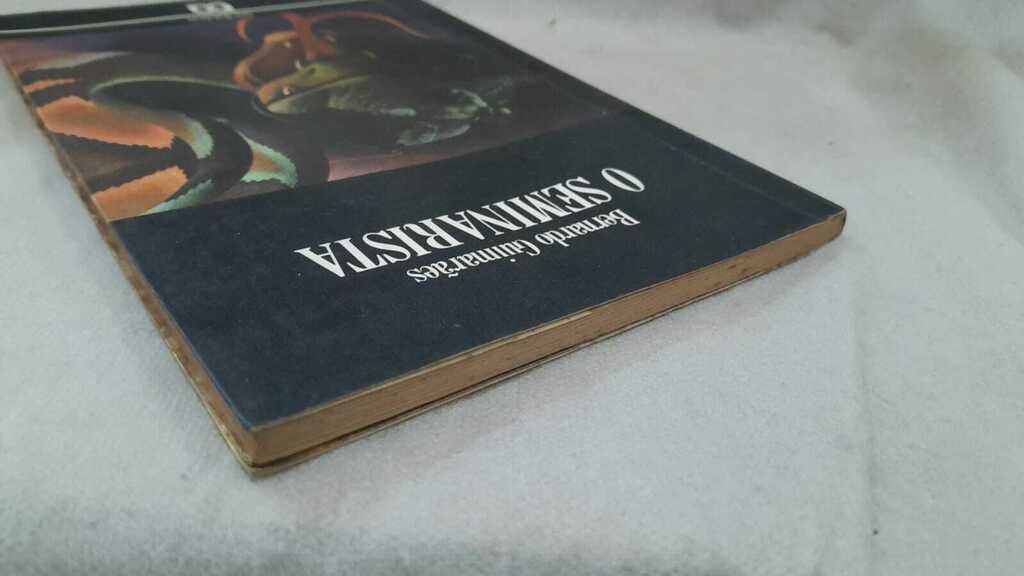 Bernardo Guimarães
O SEMINARISTA